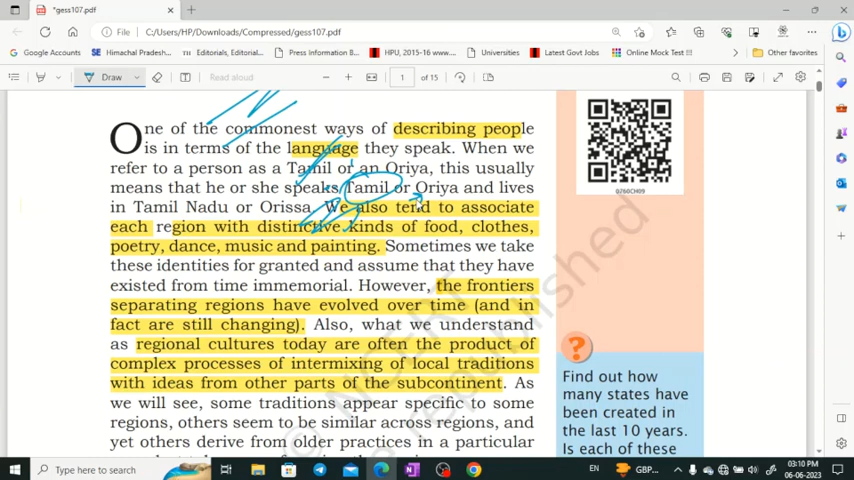 *gess107.pdf
File C:/Users/HP/Downloads/Compressed/gess107.pdf
Google Accounts Himachal Pradesh... Editorials, Editorial... Press Information B... HPU, 2015-16 www.... Universities Latest Govt Jobs Online Mock Test !!! Other favorites
Draw Read aloud 1 of 15
One of the commonest ways of describing people
is in terms of the language they speak. When we
refer to a person as a Tamil or an Oriya, this usually
means that he or she speaks Tamil or Oriya and lives
in Tamil Nadu or Orissa. We also tend to associate
each region with distinctive kinds of food, clothes,
poetry, dance, music and painting. Sometimes we take
these identities for granted and assume that they have
existed from time immemorial. However, the frontiers
separating regions have evolved over time (and in
fact are still changing). Also, what we understand
as regional cultures today are often the product of
complex processes of intermixing of local traditions
with ideas from other parts of the subcontinent. As
we will see, some traditions appear specific to some
regions, others seem to be similar across regions, and
yet others derive from older practices in a particular
0760CH09
?
Find out how
many states have
been created in
the last 10 years.
Is each of these
© NCERT
republished
Type here to search
EN GBP...
03:10 PM
06-06-2023